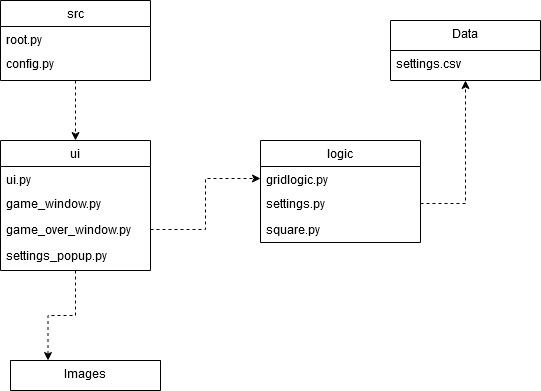 src
root.py
config.py
Data
settings.csv
ui
ui.py
game_window.py
game_over_window.py
settings_popup.py
logic
gridlogic.py
settings.py
square.py
Images